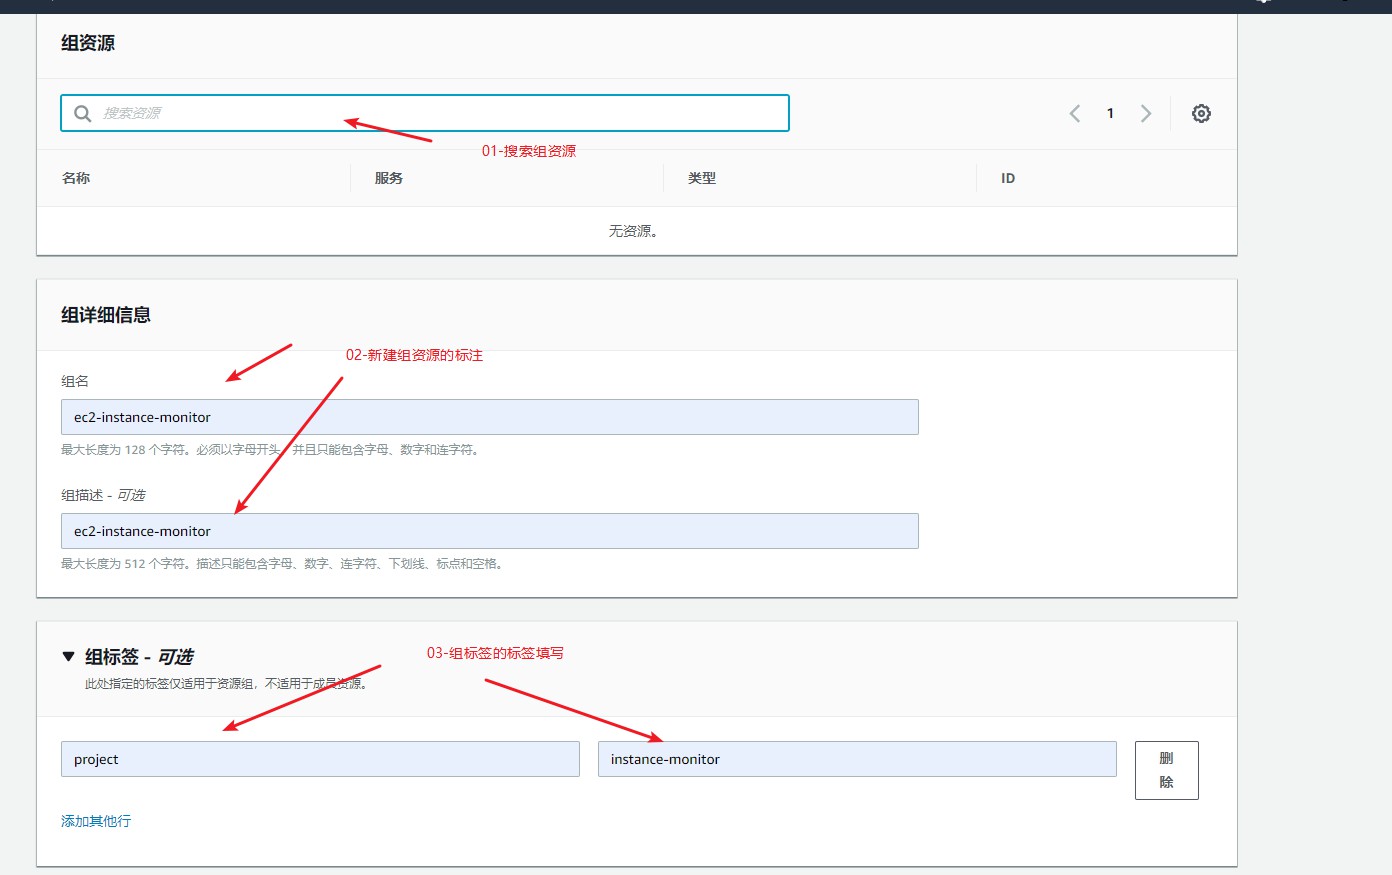 组资源
搜索资源
1
01-搜索组资源
名称 服务 类型 ID
无资源。
组详细信息
02-新建组资源的标注
组名
ec2-instance-monitor
最大长度为 128 个字符。必须以字母开头，并且只能包含字母、数字和连字符。
组描述 - 可选
ec2-instance-monitor
最大长度为 512 个字符。描述只能包含字母、数字、连字符、下划线、标点和空格。
03-组标签的标签填写
组标签 - 可选
此处指定的标签仅适用于资源组，不适用于成员资源。
project instance-monitor 删
除
添加其他行